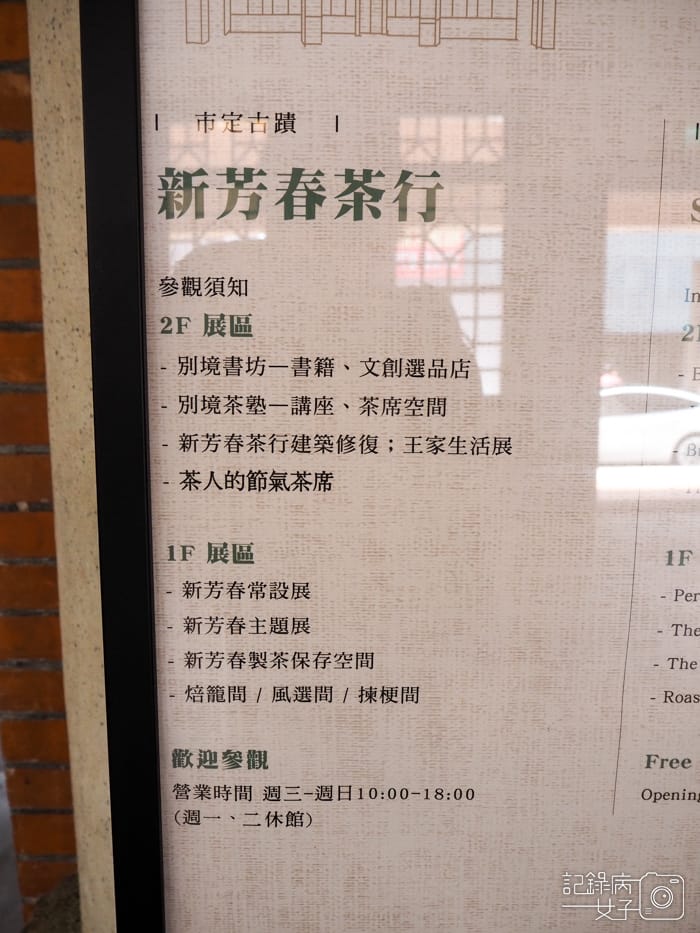 | 市定古蹟 |
新芳春茶行
參觀須知
2F 展區
- 別境書坊—書籍、文創選品店
- 別境茶塾—講座、茶席空間
- 新芳春茶行建築修復；王家生活展
- 茶人的節氣茶席
1F 展區
- 新芳春常設展
- 新芳春主題展
- 新芳春製茶保存空間
- 焙籠間 / 風選間 / 揀梗間
歡迎參觀
營業時間 週三-週日10:00-18:00
(週一、二休館)
In
1F
- Per
- The
- The
- Roas
Free
Opening
記錄病
女子